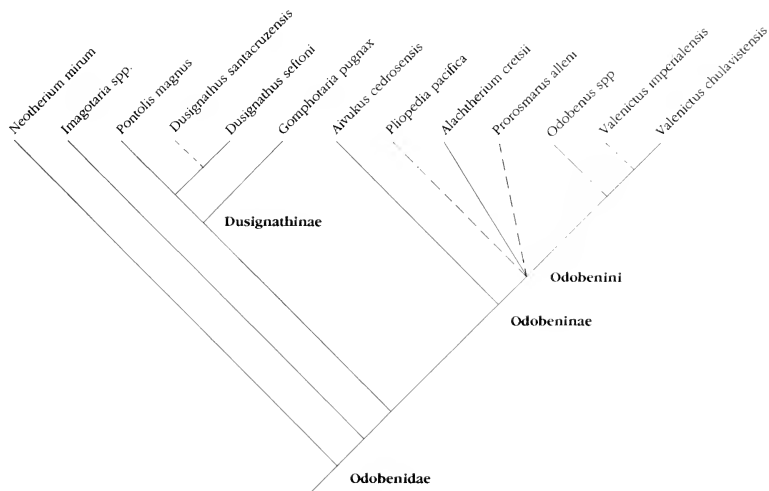 Neotherium mirum
Imagotaria spp.
Pontolis magnus
Dusignathus santacruzensis
Dusignathus seftoni
Gomphotaria pugnax
Aivukus cedrosensis
Pliopedia pacifica
Alachtherium cretsii
Prorosmarus alleni
Odobenus spp
Valenictus imperialensis
Valenictus chulavistensis
Dusignathinae
Odobenini
Odobeninae
Odobenidae